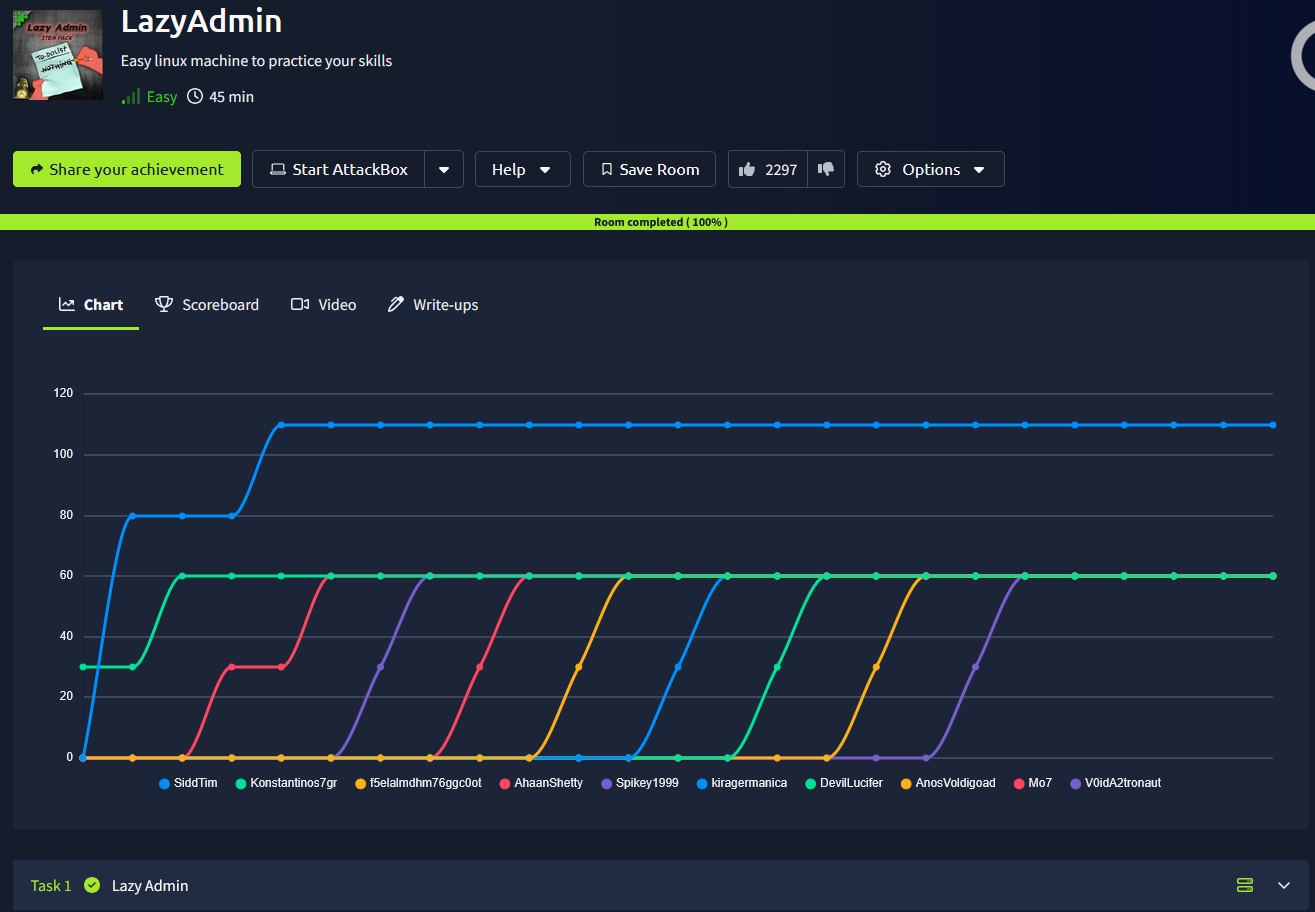 Lazy Admin
ITEM PACK
TO-DO LIST
NOTHING
LazyAdmin
Easy linux machine to practice your skills
Easy 45 min
Share your achievement Start AttackBox Help Save Room 2297 Options
Room completed ( 100% )
Chart Scoreboard Video Write-ups
120
100
80
60
40
20
0
SiddTim Konstantinos7gr f5elalmdhm76ggc0ot AhaanShetty Spikey1999 kiragermanica DevilLucifer AnosVoldigoad Mo7 V0idA2tronaut
Task 1 Lazy Admin